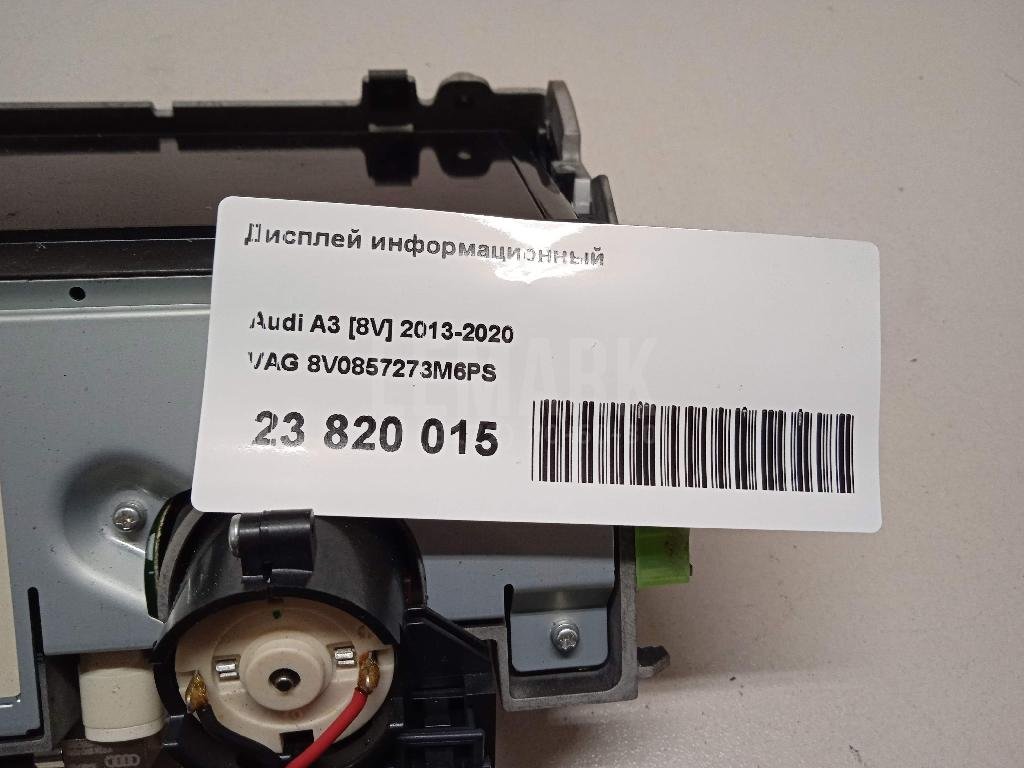 Дисплей информационный
Audi A3 [8V] 2013-2020
VAG 8V0857273M6PS
23 820 015